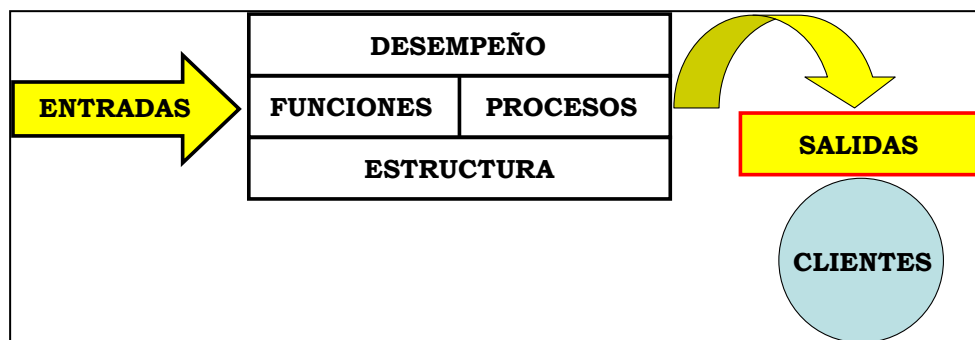 DESEMPEÑO
ENTRADAS
FUNCIONES
PROCESOS
SALIDAS
ESTRUCTURA
CLIENTES